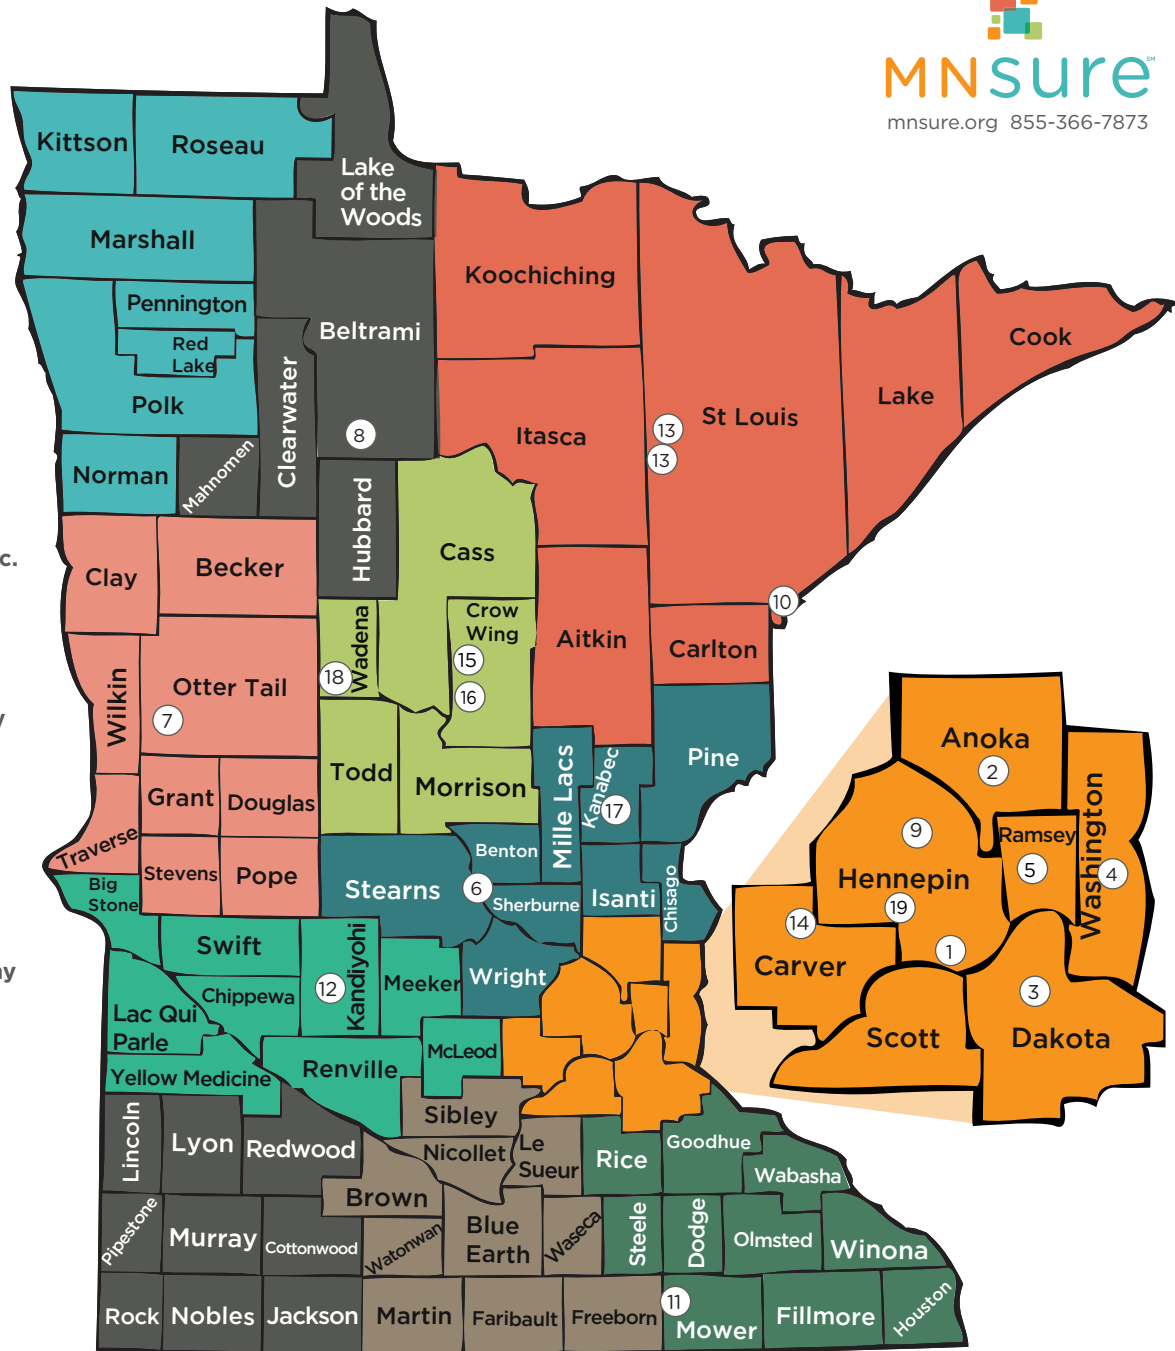 MNsure℠
mnsure.org 855-366-7873
Kittson
Roseau
Lake
of the
Woods
Marshall
Koochiching
Pennington
Beltrami
Red
Lake
Cook
Clearwater
Polk
Lake
St Louis
Itasca
8
13
13
Norman
Mahnomen
Hubbard
Cass
c.
Clay
Becker
10
Crow
Wing
Wadena
Aitkin
Carlton
15
18
16
Wilkin
Otter Tail
7
y
Anoka
2
Todd
Morrison
Mille Lacs
Kanabec
17
Pine
Grant
Douglas
Washington
9
Ramsey
Traverse
Stevens
Pope
Benton
5
4
Big
Stone
Stearns
6
Sherburne
Isanti
Chisago
Hennepin
19
14
Swift
Kandiyohi
1
ny
Wright
Carver
Chippewa
12
Meeker
3
Lac Qui
Parle
Scott
Dakota
McLeod
Renville
Yellow Medicine
Sibley
Lincoln
Lyon
Redwood
Nicollet
Le
Sueur
Rice
Goodhue
Wabasha
Brown
Pipestone
Murray
Cottonwood
Watonwan
Blue
Earth
Waseca
Steele
Dodge
Olmsted
Winona
Rock
Nobles
Jackson
Martin
Faribault
Freeborn
11
Mower
Fillmore
Houston